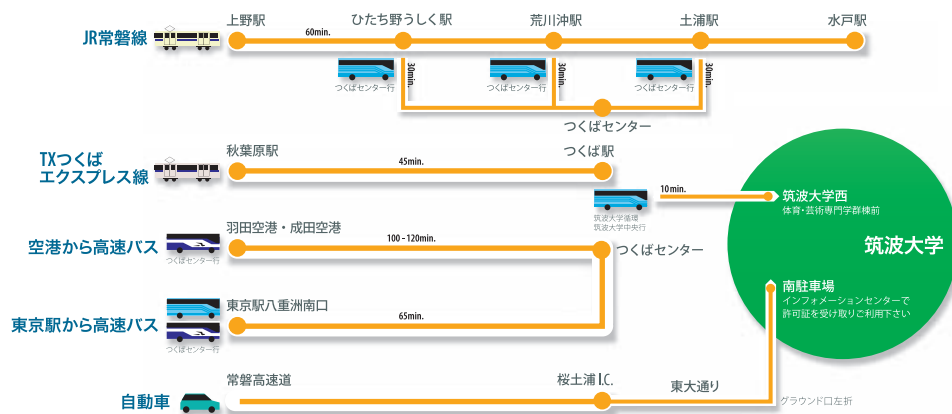 JR常磐線
上野駅
60min.
ひたち野うしく駅
荒川沖駅
土浦駅
水戸駅
つくばセンター行
30min.
つくばセンター行
30min.
つくばセンター行
30min.
つくばセンター
TXつくば
エクスプレス線
秋葉原駅
45min.
つくば駅
筑波大学循環
筑波大学中央行
10min.
筑波大学西
体育・芸術専門学群棟前
筑波大学
空港から高速バス
つくばセンター行
羽田空港・成田空港
100-120min.
つくばセンター
東京駅から高速バス
つくばセンター行
東京駅八重洲南口
65min.
南駐車場
インフォメーションセンターで
許可証を受け取りご利用下さい
自動車
常磐高速道
桜土浦I.C.
東大通り
グラウンド口左折